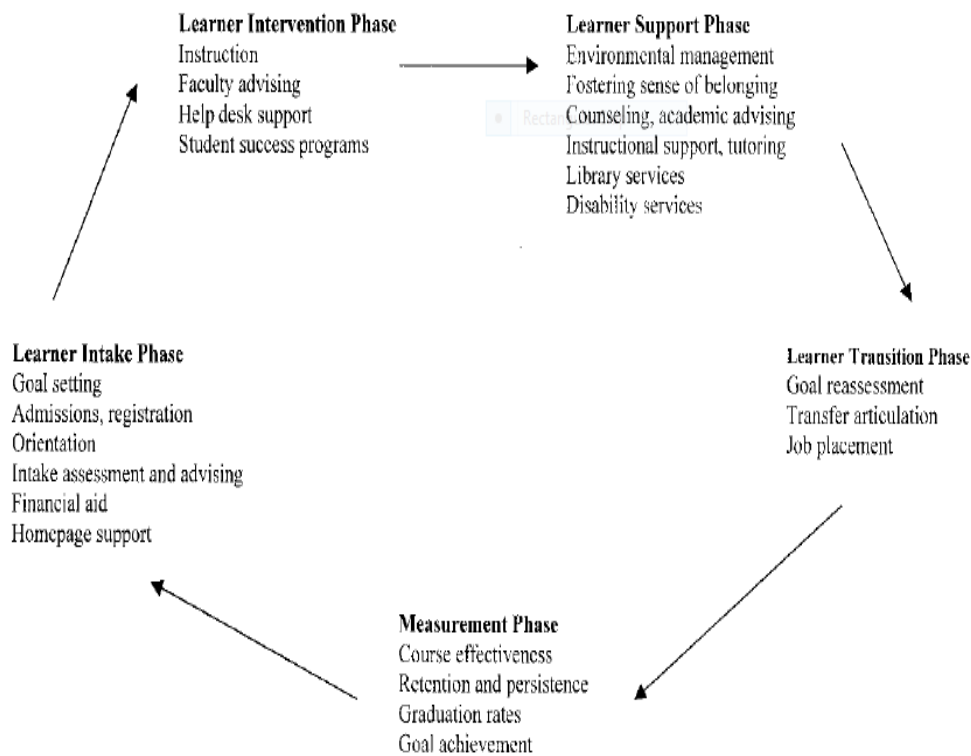 Learner Intervention Phase
Instruction
Faculty advising
Help desk support
Student success programs
Learner Support Phase
Environmental management
Fostering sense of belonging
Counseling, academic advising
Instructional support, tutoring
Library services
Disability services
Learner Intake Phase
Goal setting
Admissions, registration
Orientation
Intake assessment and advising
Financial aid
Homepage support
Learner Transition Phase
Goal reassessment
Transfer articulation
Job placement
Measurement Phase
Course effectiveness
Retention and persistence
Graduation rates
Goal achievement